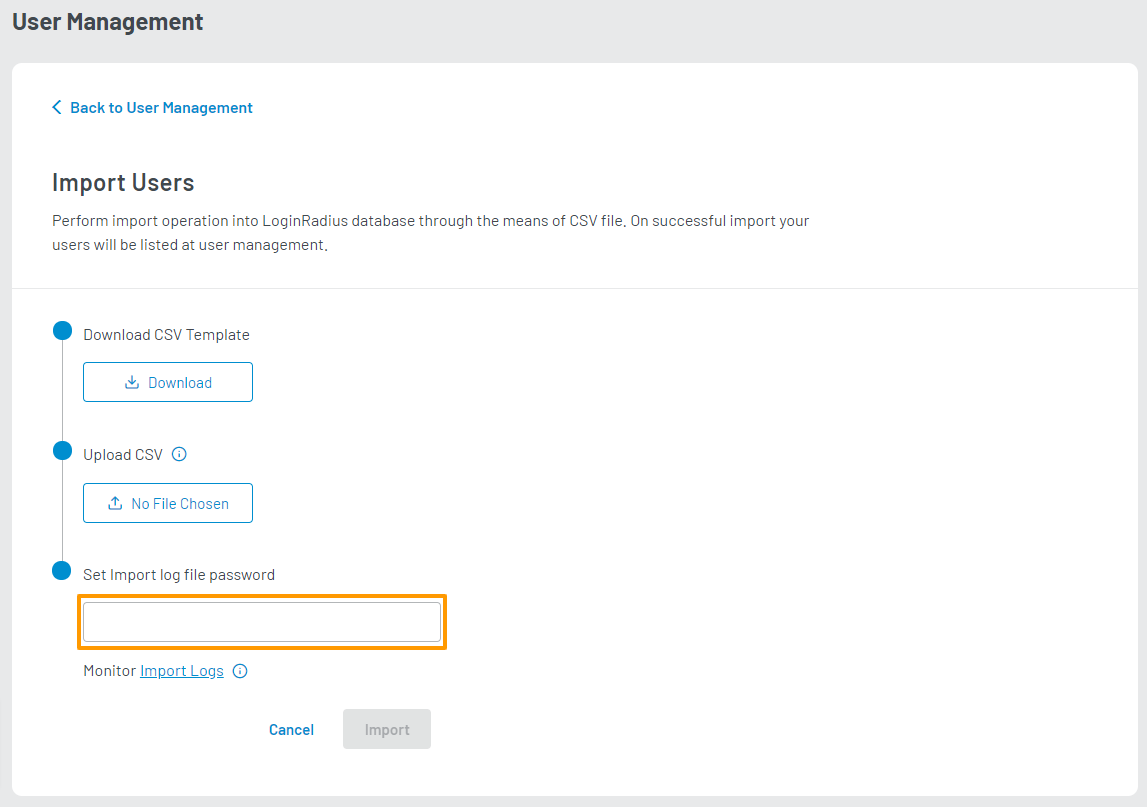 User Management
Back to User Management
Import Users
Perform import operation into LoginRadius database through the means of CSV file. On successful import your
users will be listed at user management.
Download CSV Template
Download
Upload CSV
No File Chosen
Set Import log file password
Monitor Import Logs
Cancel
Import